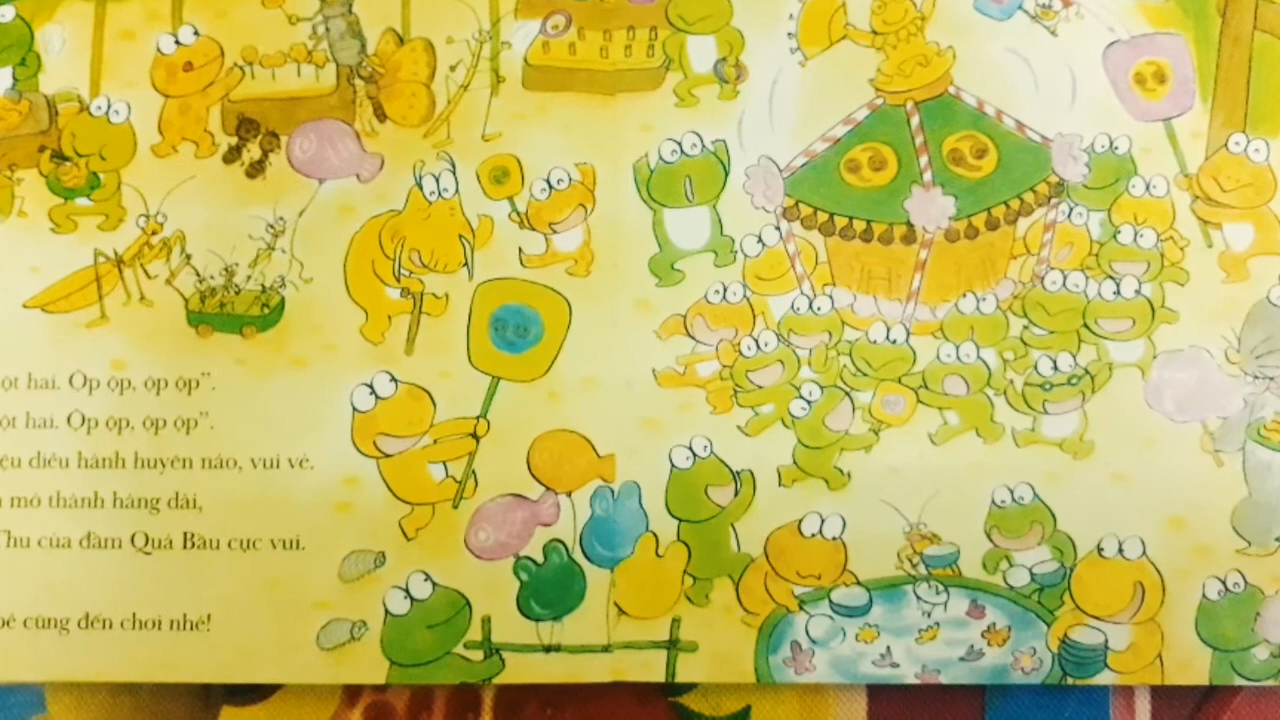 ột hai. Ộp ộp, ộp ộp”.
ột hai. Ộp ộp, ộp ộp”.
ệu diễu hành huyên náo, vui vẻ.
mỏ thành hàng dài,
Thu của đầm Quả Bầu cực vui.
bé cũng đến chơi nhé!